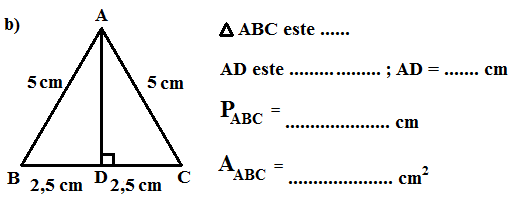 b)
A
5 cm
5 cm
B
2,5 cm
D
2,5 cm
C
Δ ABC este ......
AD este .................. ; AD = ....... cm
P_ABC = ..................... cm
A_ABC = ..................... cm²